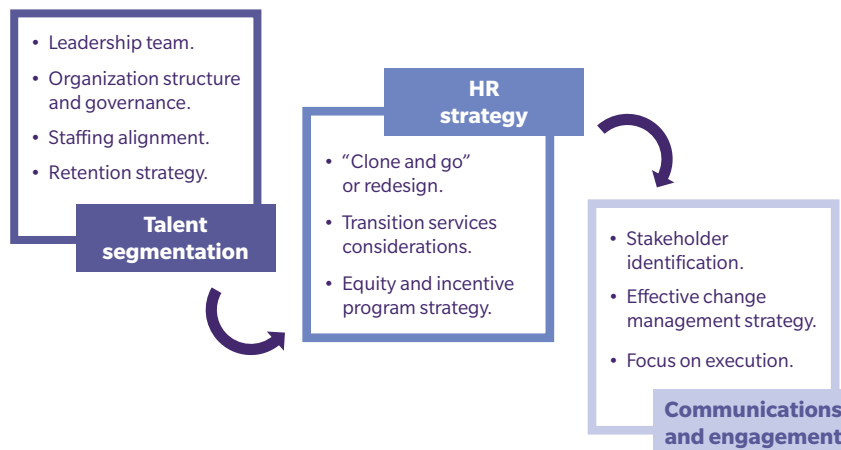 • Leadership team.
• Organization structure
and governance.
• Staffing alignment.
• Retention strategy.
Talent
segmentation
HR
strategy
• “Clone and go”
or redesign.
• Transition services
considerations.
• Equity and incentive
program strategy.
• Stakeholder
identification.
• Effective change
management strategy.
• Focus on execution.
Communications
and engagement